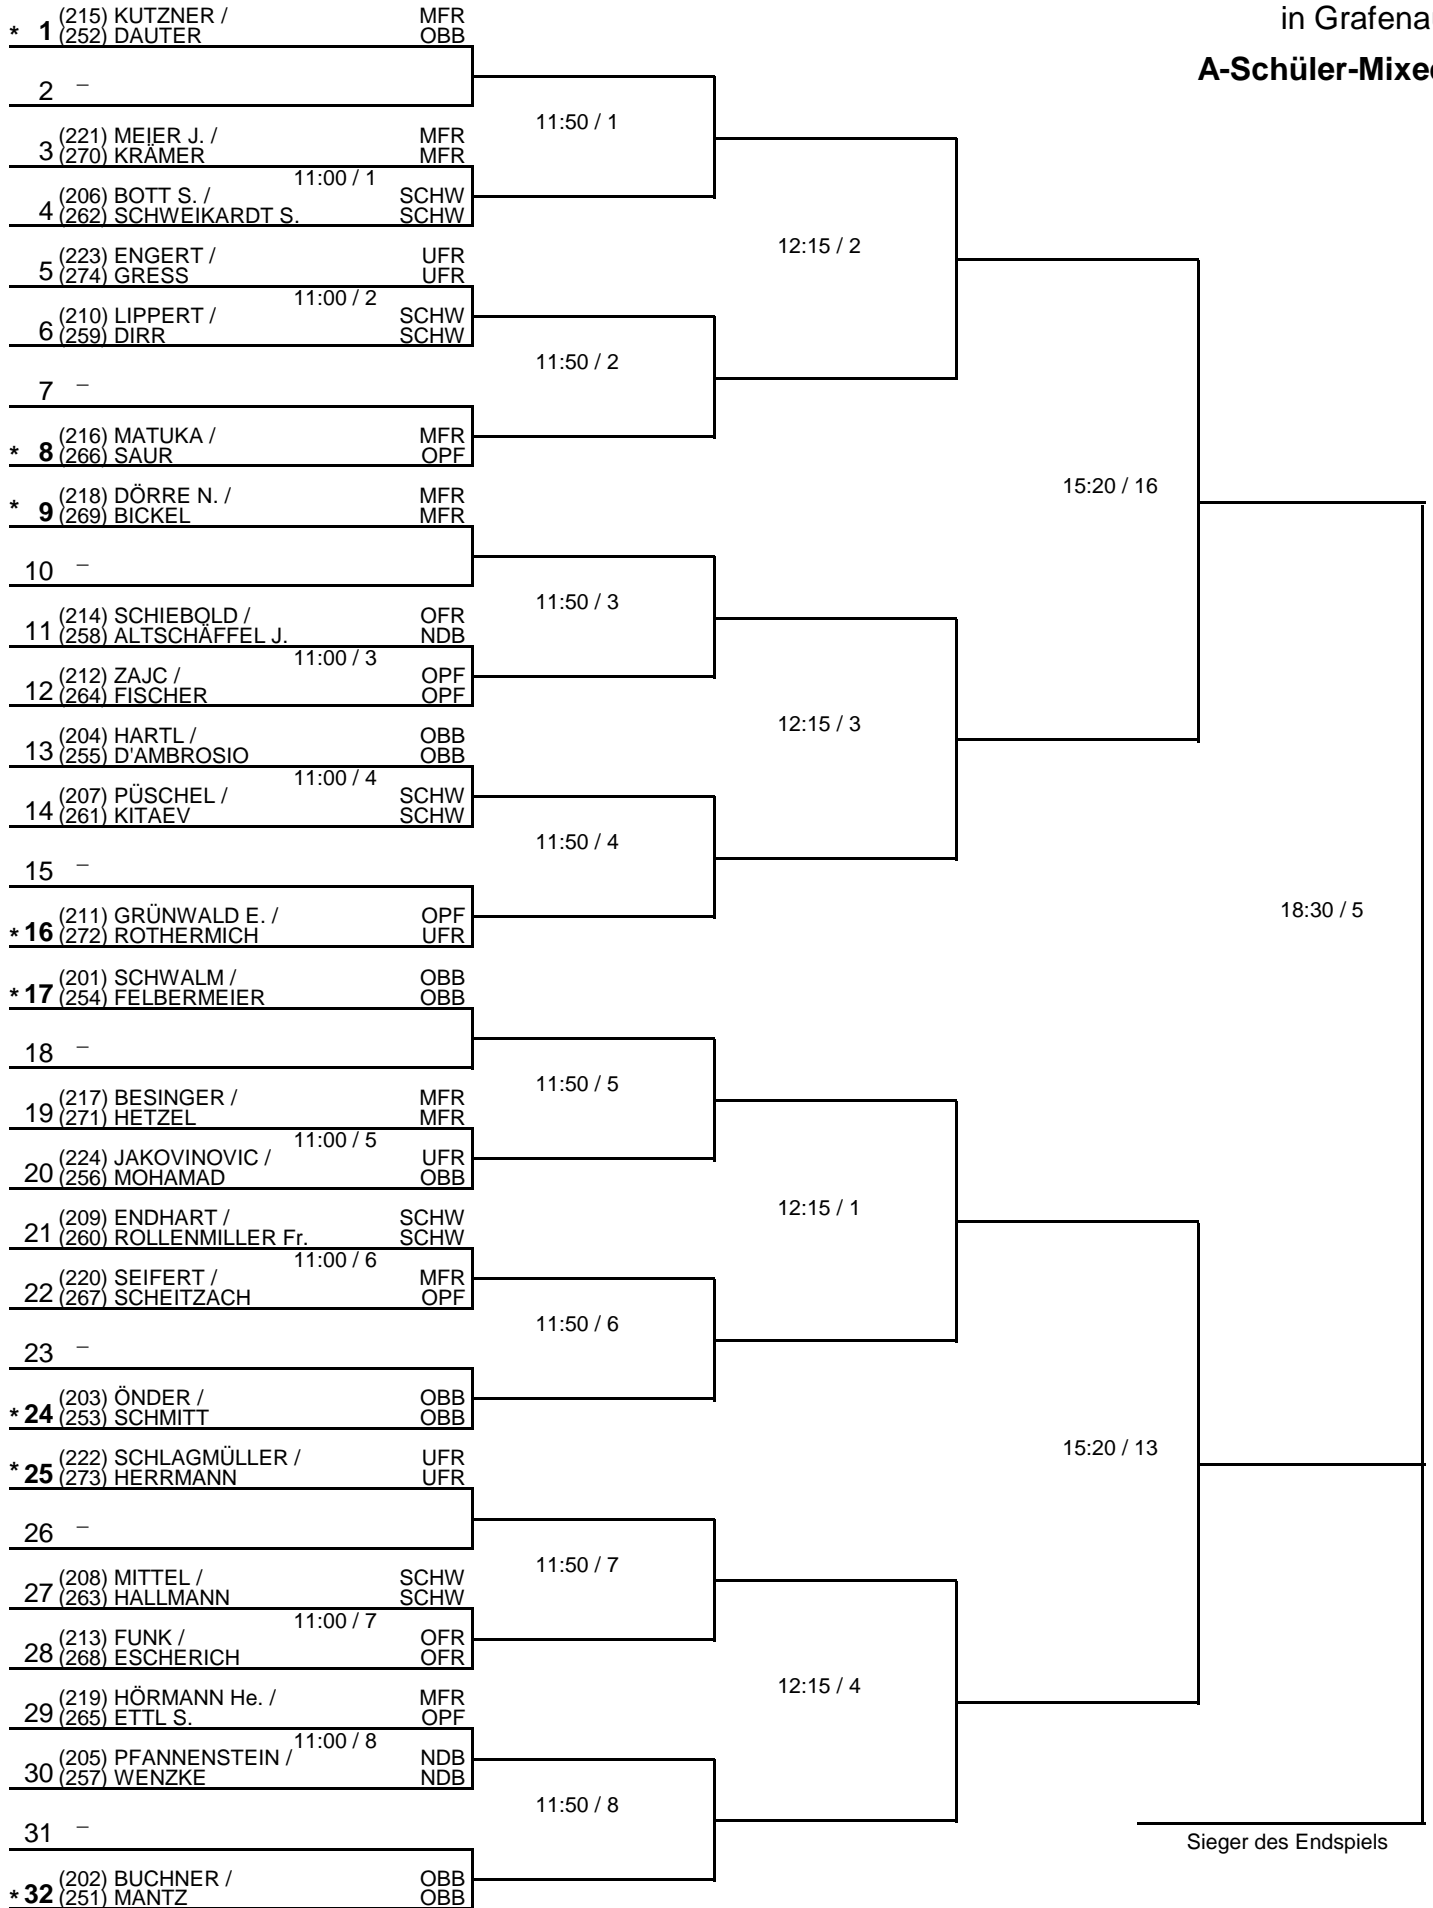 in Grafenau
A-Schüler-Mixed
* 1 (215) KUTZNER / MFR
(252) DAUTER OBB
2 –
11:50 / 1
3 (221) MEIER J. / MFR
(270) KRÄMER MFR
11:00 / 1
4 (206) BOTT S. / SCHW
(262) SCHWEIKARDT S. SCHW
12:15 / 2
5 (223) ENGERT / UFR
(274) GRESS UFR
11:00 / 2
6 (210) LIPPERT / SCHW
(259) DIRR SCHW
11:50 / 2
7 –
* 8 (216) MATUKA / MFR
(266) SAUR OPF
15:20 / 16
* 9 (218) DÖRRE N. / MFR
(269) BICKEL MFR
10 –
11:50 / 3
11 (214) SCHIEBOLD / OFR
(258) ALTSCHÄFFEL J. NDB
11:00 / 3
12 (212) ZAJC / OPF
(264) FISCHER OPF
12:15 / 3
13 (204) HARTL / OBB
(255) D'AMBROSIO OBB
11:00 / 4
14 (207) PÜSCHEL / SCHW
(261) KITAEV SCHW
11:50 / 4
15 –
18:30 / 5
* 16 (211) GRÜNWALD E. / OPF
(272) ROTHERMICH UFR
* 17 (201) SCHWALM / OBB
(254) FELBERMEIER OBB
18 –
11:50 / 5
19 (217) BESINGER / MFR
(271) HETZEL MFR
11:00 / 5
20 (224) JAKOVINOVIC / UFR
(256) MOHAMAD OBB
12:15 / 1
21 (209) ENDHART / SCHW
(260) ROLLENMILLER Fr. SCHW
11:00 / 6
22 (220) SEIFERT / MFR
(267) SCHEITZACH OPF
11:50 / 6
23 –
* 24 (203) ÖNDER / OBB
(253) SCHMITT OBB
15:20 / 13
* 25 (222) SCHLAGMÜLLER / UFR
(273) HERRMANN UFR
26 –
11:50 / 7
27 (208) MITTEL / SCHW
(263) HALLMANN SCHW
11:00 / 7
28 (213) FUNK / OFR
(268) ESCHERICH OFR
12:15 / 4
29 (219) HÖRMANN He. / MFR
(265) ETTL S. OPF
11:00 / 8
30 (205) PFANNENSTEIN / NDB
(257) WENZKE NDB
11:50 / 8
31 –
Sieger des Endspiels
* 32 (202) BUCHNER / OBB
(251) MANTZ OBB